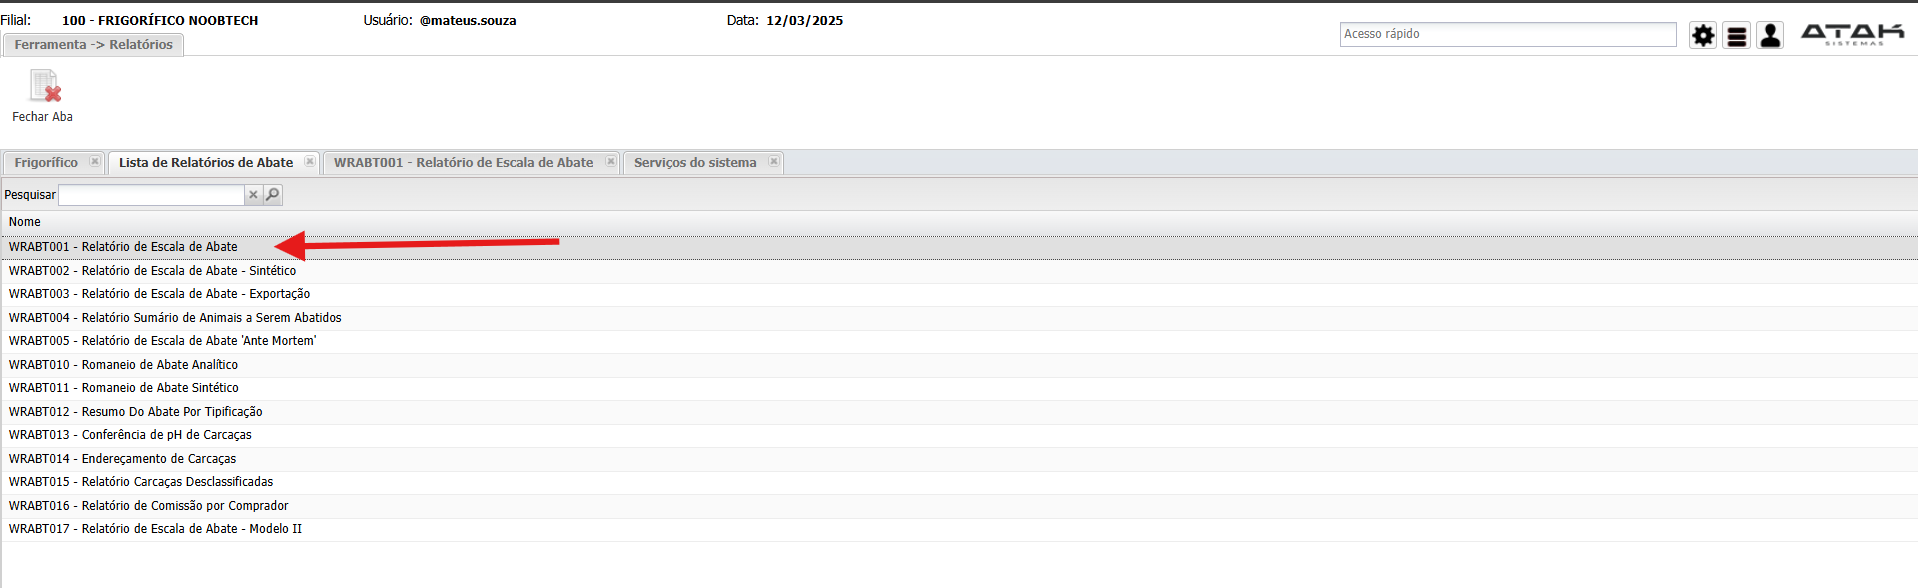 Filial: 100 - FRIGORÍFICO NOOBTECH Usuário: @mateus.souza Data: 12/03/2025
Ferramenta -> Relatórios
Acesso rápido
ATAK
SISTEMAS
Fechar Aba
Frigorífico Lista de Relatórios de Abate WRABT001 - Relatório de Escala de Abate Serviços do sistema
Pesquisar
Nome
WRABT001 - Relatório de Escala de Abate
WRABT002 - Relatório de Escala de Abate - Sintético
WRABT003 - Relatório de Escala de Abate - Exportação
WRABT004 - Relatório Sumário de Animais a Serem Abatidos
WRABT005 - Relatório de Escala de Abate 'Ante Mortem'
WRABT010 - Romaneio de Abate Analítico
WRABT011 - Romaneio de Abate Sintético
WRABT012 - Resumo Do Abate Por Tipificação
WRABT013 - Conferência de pH de Carcaças
WRABT014 - Endereçamento de Carcaças
WRABT015 - Relatório Carcaças Desclassificadas
WRABT016 - Relatório de Comissão por Comprador
WRABT017 - Relatório de Escala de Abate - Modelo II